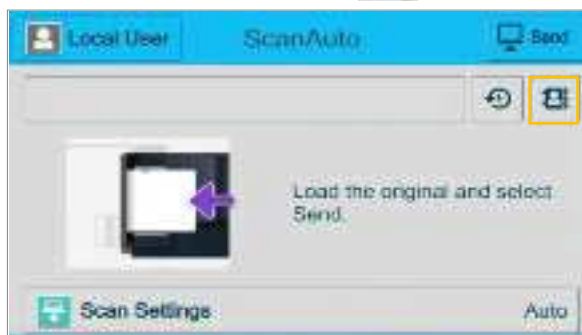 Local User ScanAuto Send
Load the original and select
Send.
Scan Settings Auto